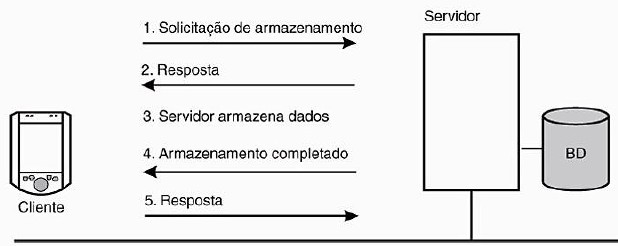 Servidor
1. Solicitação de armazenamento
2. Resposta
3. Servidor armazena dados
4. Armazenamento completado
BD
5. Resposta
Cliente